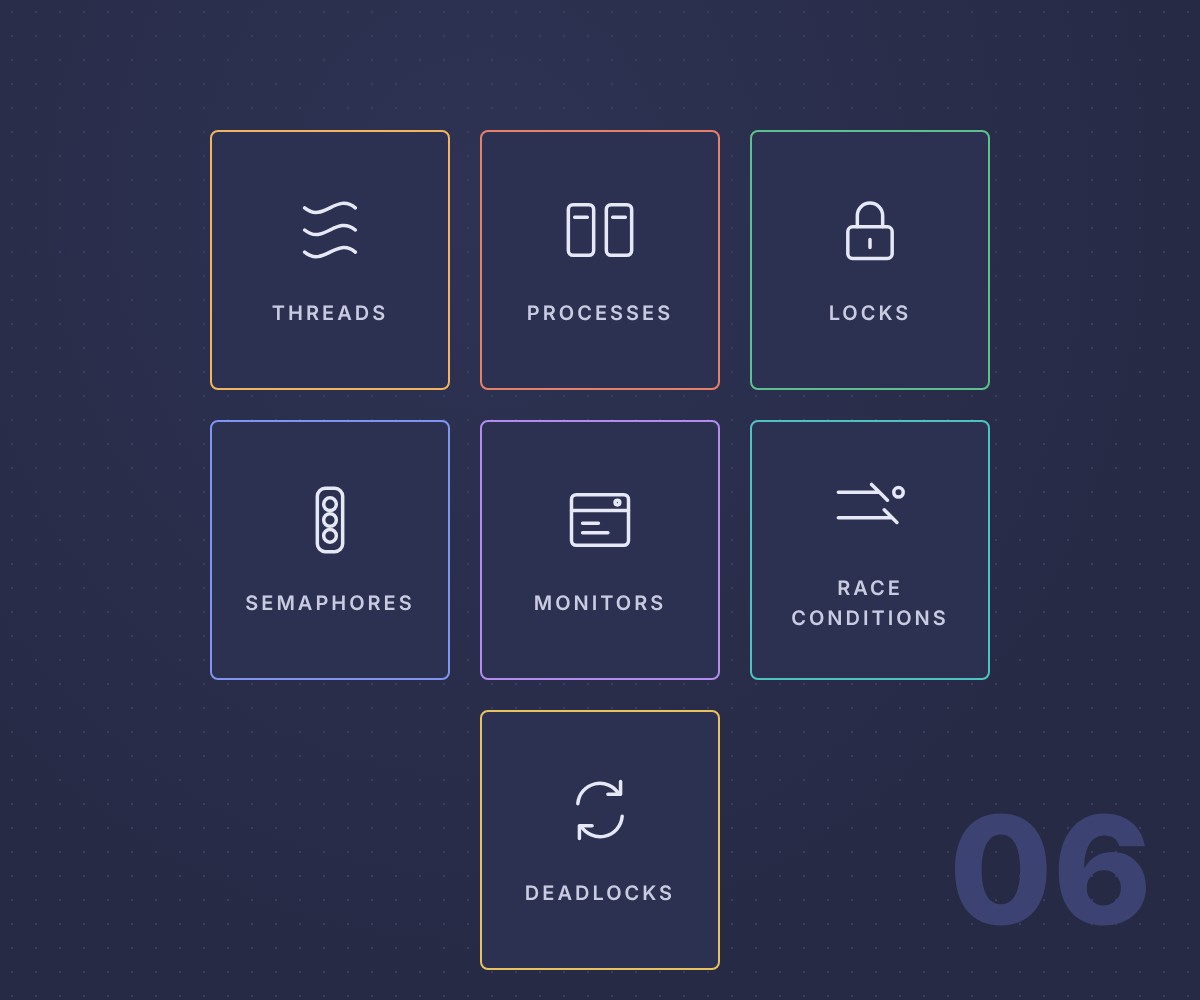 THREADS
PROCESSES
LOCKS
SEMAPHORES
MONITORS
RACE
CONDITIONS
DEADLOCKS
06